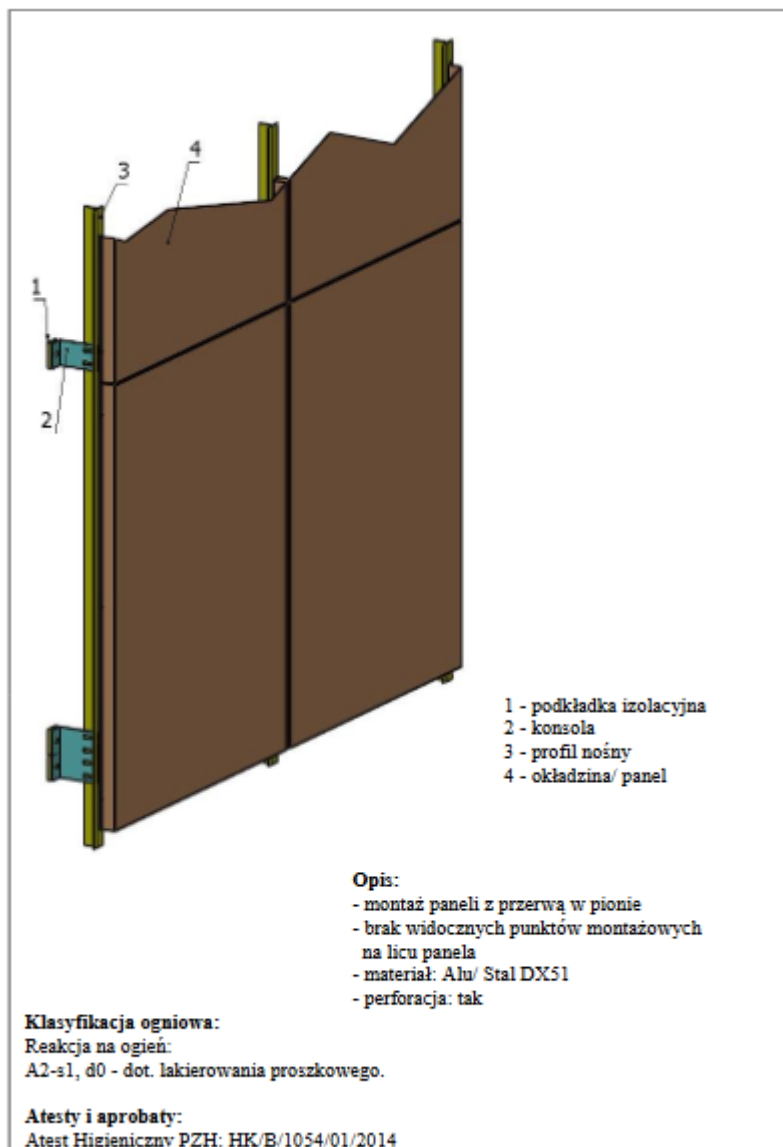 4
3
1
2
1 - podkładka izolacyjna
2 - konsola
3 - profil nośny
4 - okładzina/ panel
Opis:
- montaż paneli z przerwą w pionie
- brak widocznych punktów montażowych
na licu panela
- materiał: Alu/ Stal DX51
- perforacja: tak
Klasyfikacja ogniowa:
Reakcja na ogień:
A2-s1, d0 - dot. lakierowania proszkowego.
Atesty i aprobaty:
Atest Higieniczny PZH: HK/B/1054/01/2014